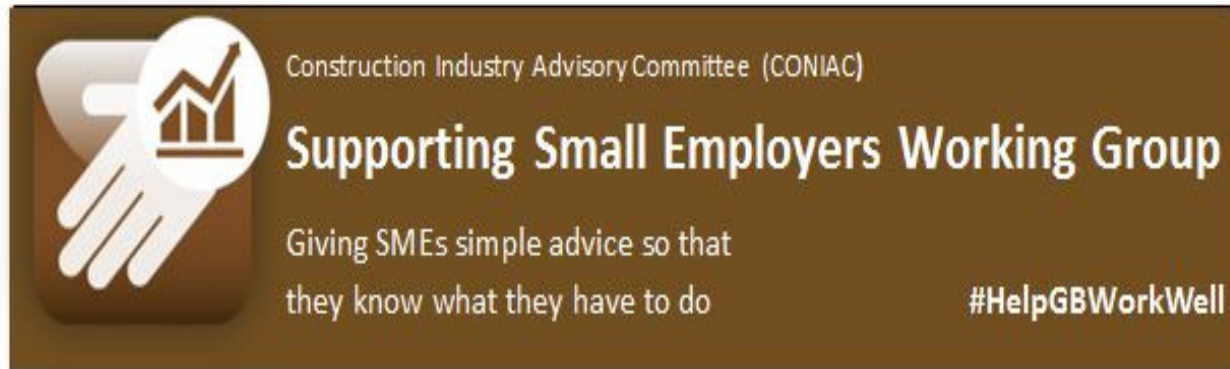 Construction Industry Advisory Committee (CONIAC)
Supporting Small Employers Working Group
Giving SMEs simple advice so that
they know what they have to do
#HelpGBWorkWell